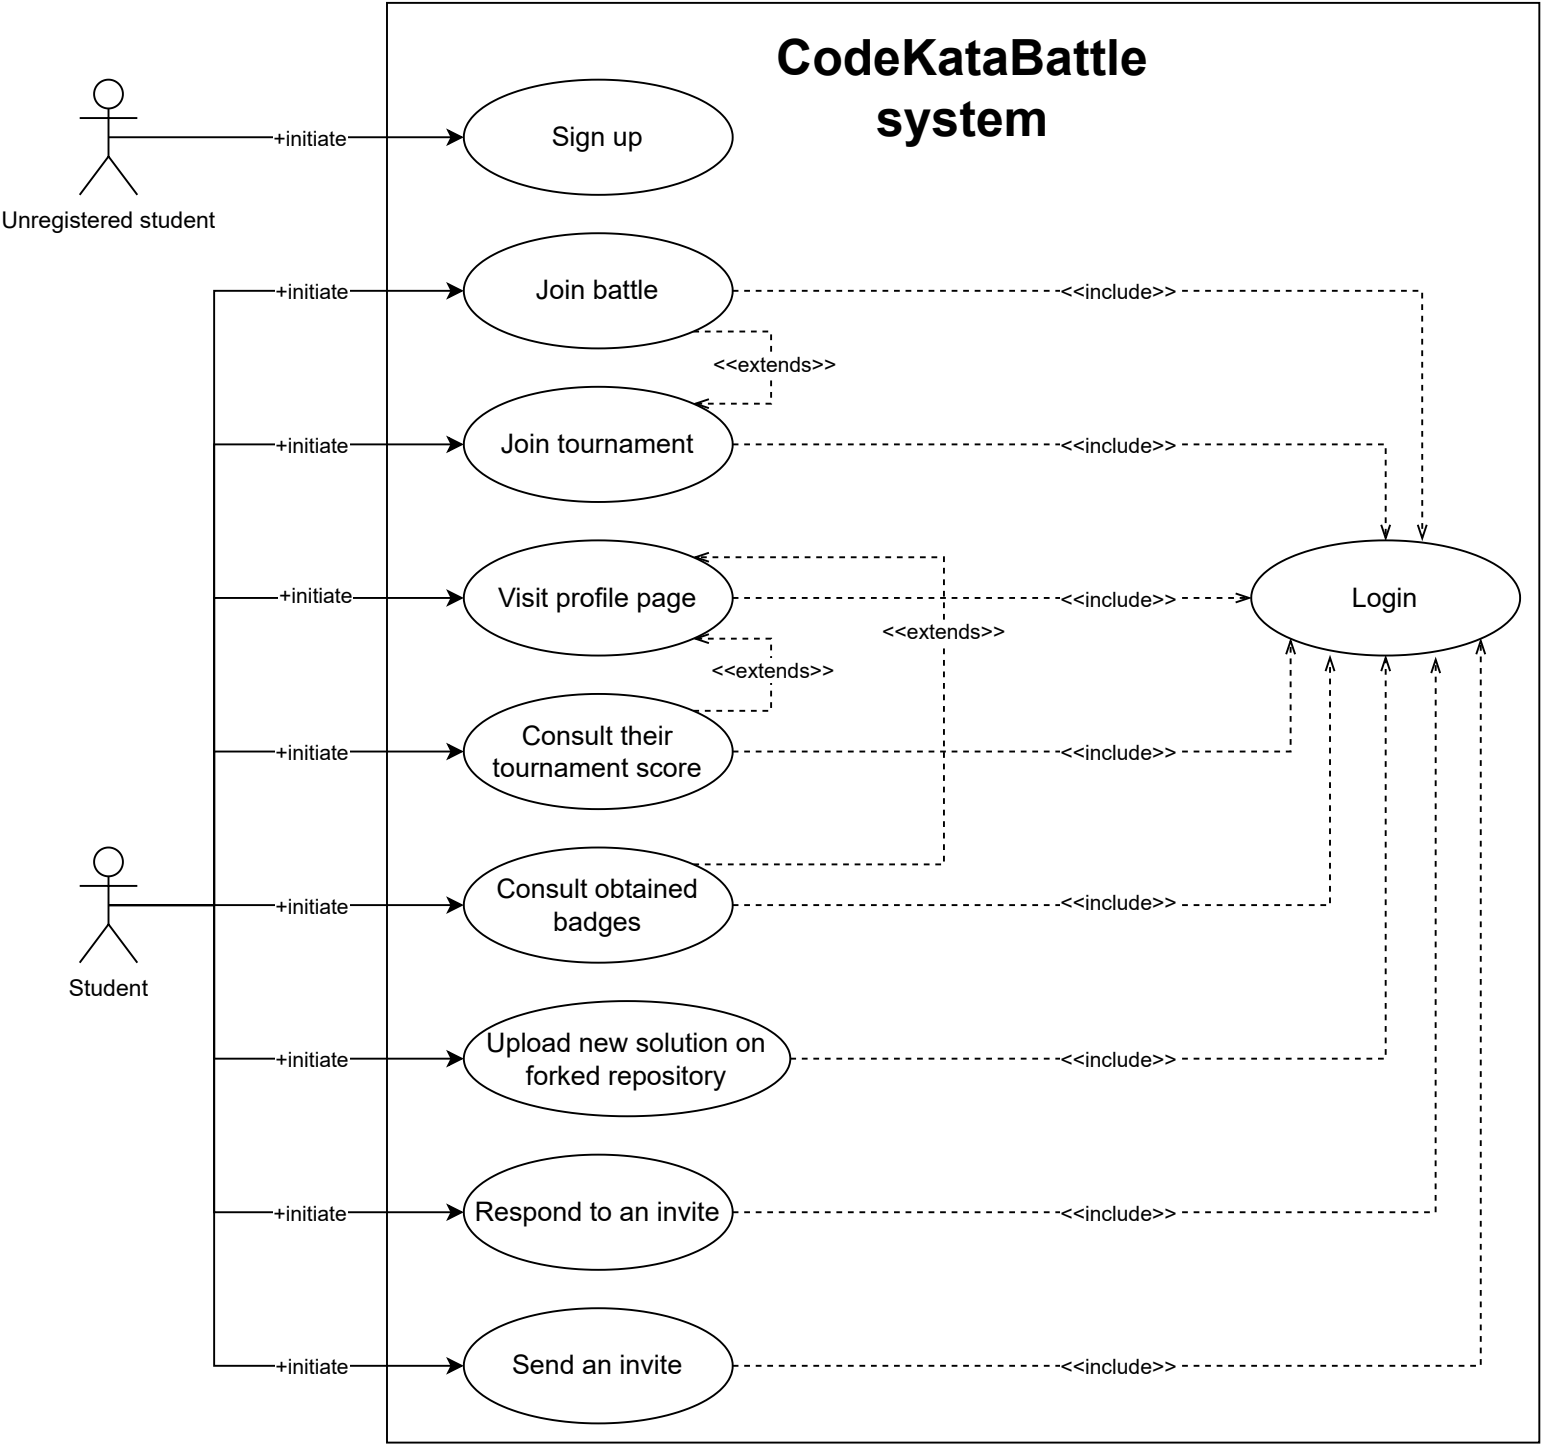 CodeKataBattle
system
+initiate
Sign up
Unregistered student
+initiate
Join battle
<<include>>
<<extends>>
+initiate
Join tournament
<<include>>
+initiate
Visit profile page
<<include>>
Login
<<extends>>
<<extends>>
+initiate
Consult their
tournament score
<<include>>
+initiate
Consult obtained
badges
<<include>>
Student
+initiate
Upload new solution on
forked repository
<<include>>
+initiate
Respond to an invite
<<include>>
+initiate
Send an invite
<<include>>